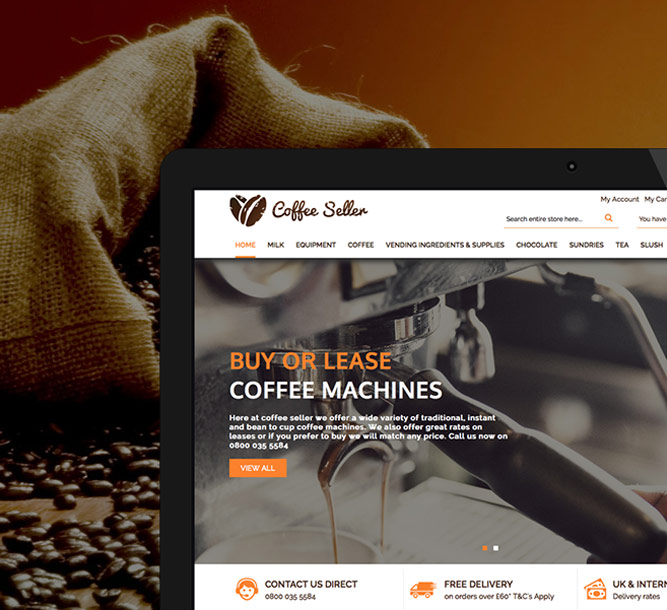 Coffee Seller
My Account My Car
Search entire store here...
You have
HOME MILK EQUIPMENT COFFEE VENDING INGREDIENTS & SUPPLIES CHOCOLATE SUNDRIES TEA SLUSH
BUY OR LEASE
COFFEE MACHINES
Here at coffee seller we offer a wide variety of traditional, instant
and bean to cup coffee machines. We also offer great rates on
leases or if you prefer to buy we will match any price. Call us now on
0800 035 5584
VIEW ALL
CONTACT US DIRECT
0800 035 5584
FREE DELIVERY
on orders over £60* T&C's Apply
UK & INTERN
Delivery rates